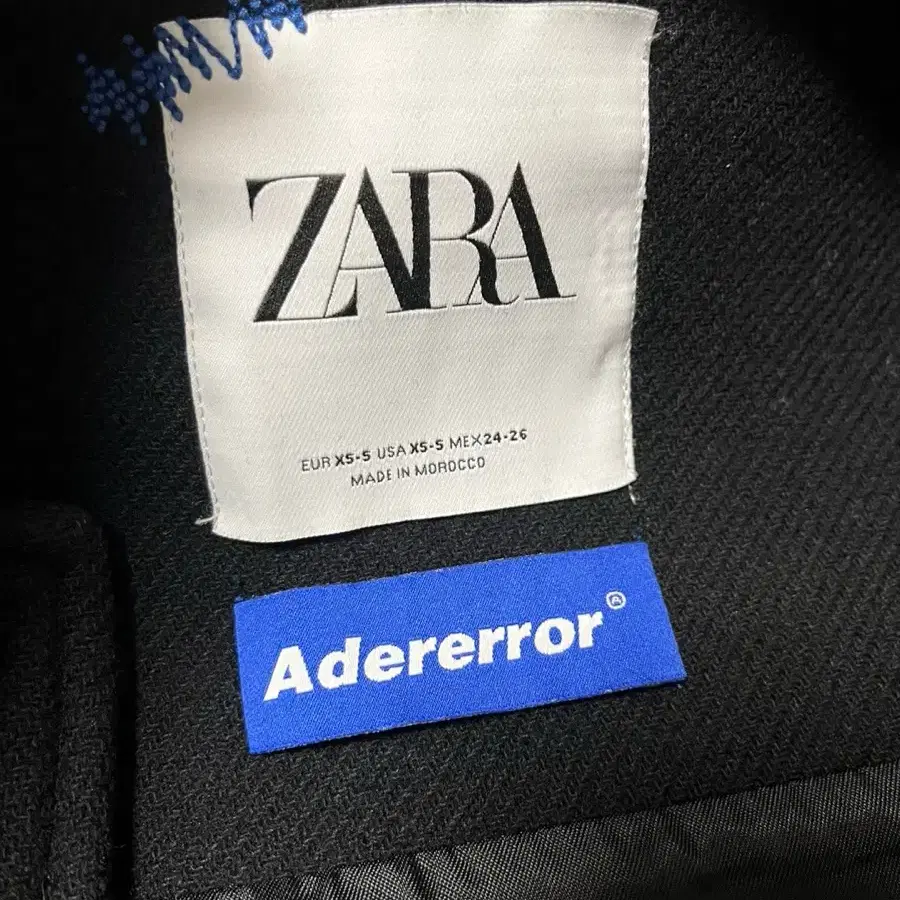 ZARA
EUR XS-S USA XS-S MEX 24-26
MADE IN MOROCCO
Adererror